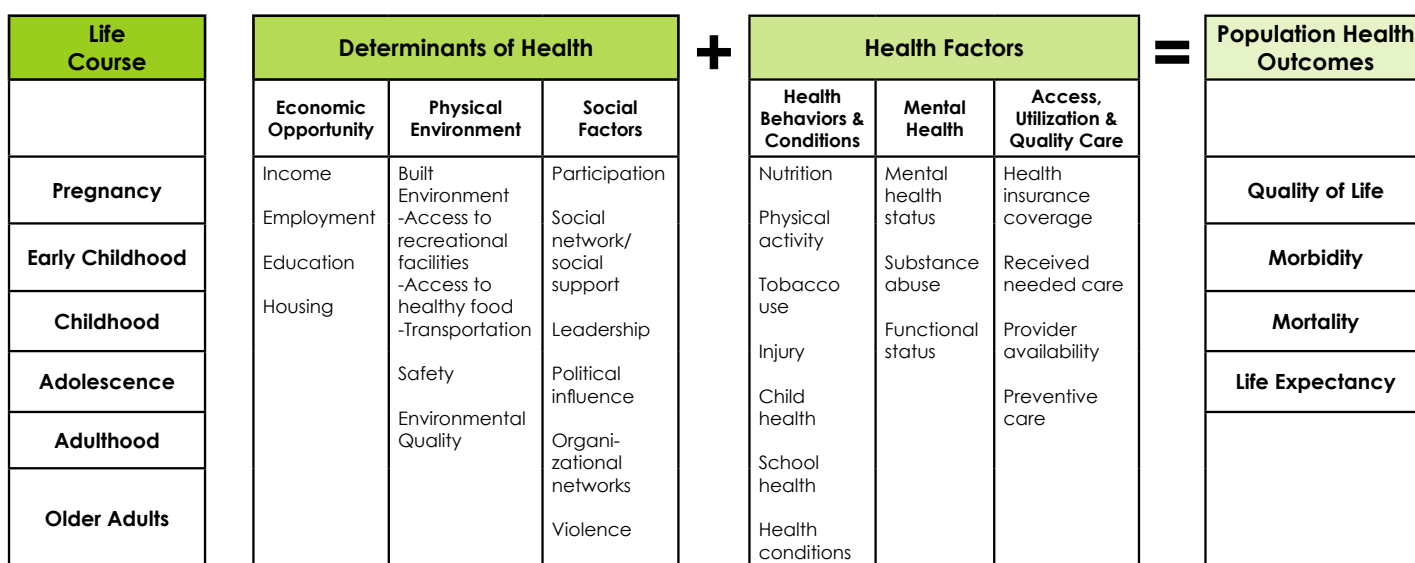 Life
Course
Pregnancy
Early Childhood
Childhood
Adolescence
Adulthood
Older Adults
Determinants of Health
Economic
Opportunity
Income
Employment
Education
Housing
Physical
Environment
Built
Environment
-Access to
recreational
facilities
-Access to
healthy food
-Transportation
Safety
Environmental
Quality
Social
Factors
Participation
Social
network/
social
support
Leadership
Political
influence
Organi-
zational
networks
Violence
+
Health Factors
Health
Behaviors &
Conditions
Nutrition
Physical
activity
Tobacco
use
Injury
Child
health
School
health
Health
conditions
Mental
Health
Mental
health
status
Substance
abuse
Functional
status
Access,
Utilization &
Quality Care
Health
insurance
coverage
Received
needed care
Provider
availability
Preventive
care
=
Population Health
Outcomes
Quality of Life
Morbidity
Mortality
Life Expectancy